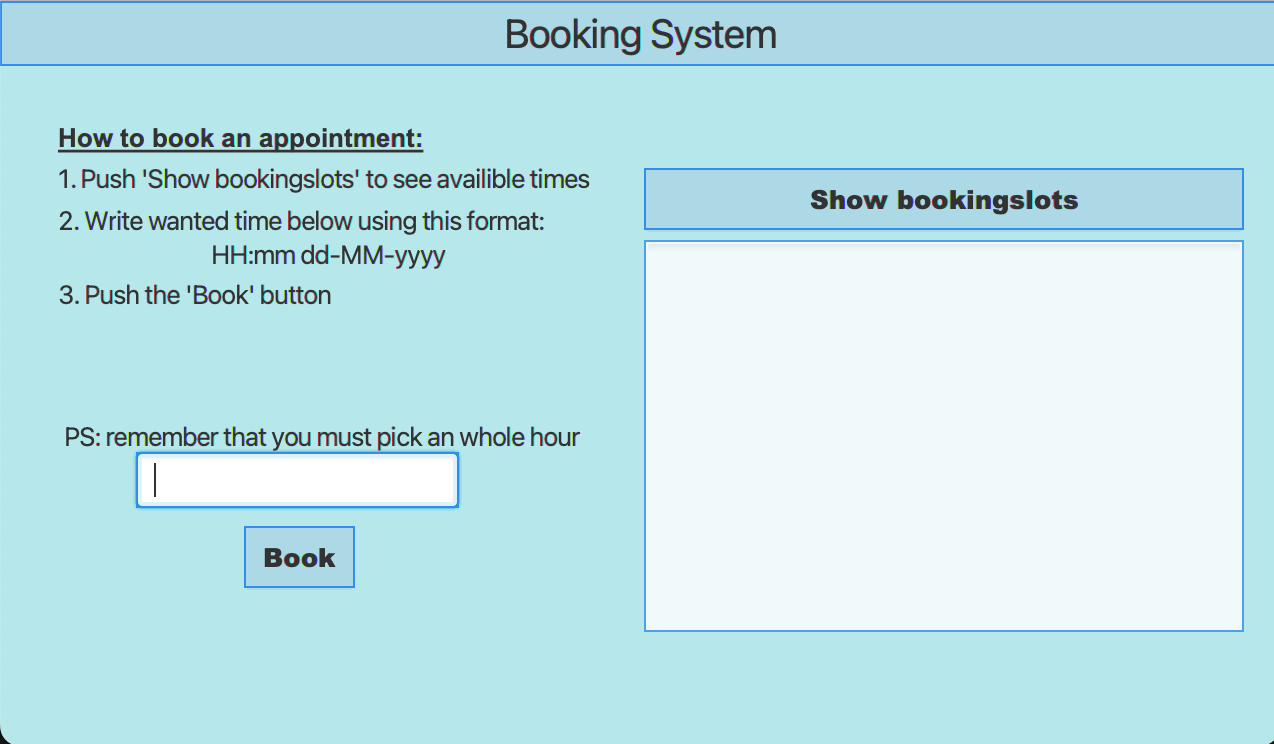 Booking System
How to book an appointment:
1. Push 'Show bookingslots' to see availible times
2. Write wanted time below using this format:
HH:mm dd-MM-yyyy
3. Push the 'Book' button
PS: remember that you must pick an whole hour
Book
Show bookingslots